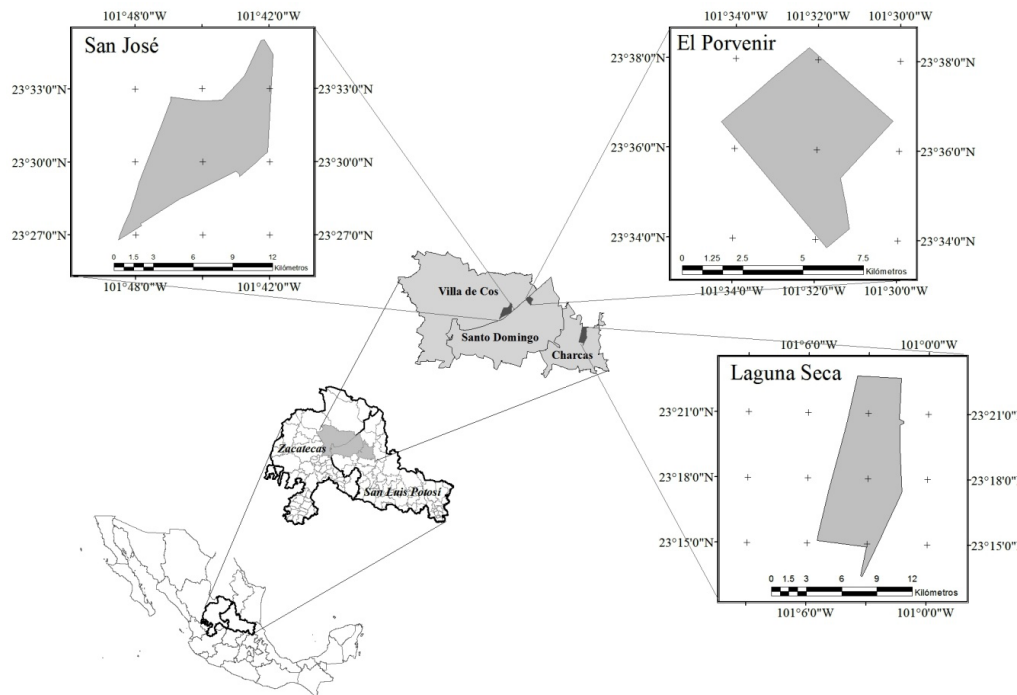 101°48'0"W 101°42'0"W
San José
23°33'0"N 23°33'0"N
23°30'0"N 23°30'0"N
23°27'0"N 23°27'0"N
0 1.5 3 6 9 12
Kilómetros
101°48'0"W 101°42'0"W
101°34'0"W 101°32'0"W 101°30'0"W
El Porvenir
23°38'0"N 23°38'0"N
23°36'0"N 23°36'0"N
23°34'0"N 23°34'0"N
0 1.25 2.5 5 7.5
Kilómetros
101°34'0"W 101°32'0"W 101°30'0"W
Villa de Cos
Santo Domingo
Charcas
101°6'0"W 101°0'0"W
Laguna Seca
23°21'0"N 23°21'0"N
23°18'0"N 23°18'0"N
23°15'0"N 23°15'0"N
0 1.5 3 6 9 12
Kilómetros
101°6'0"W 101°0'0"W
Zacatecas
San Luis Potosí